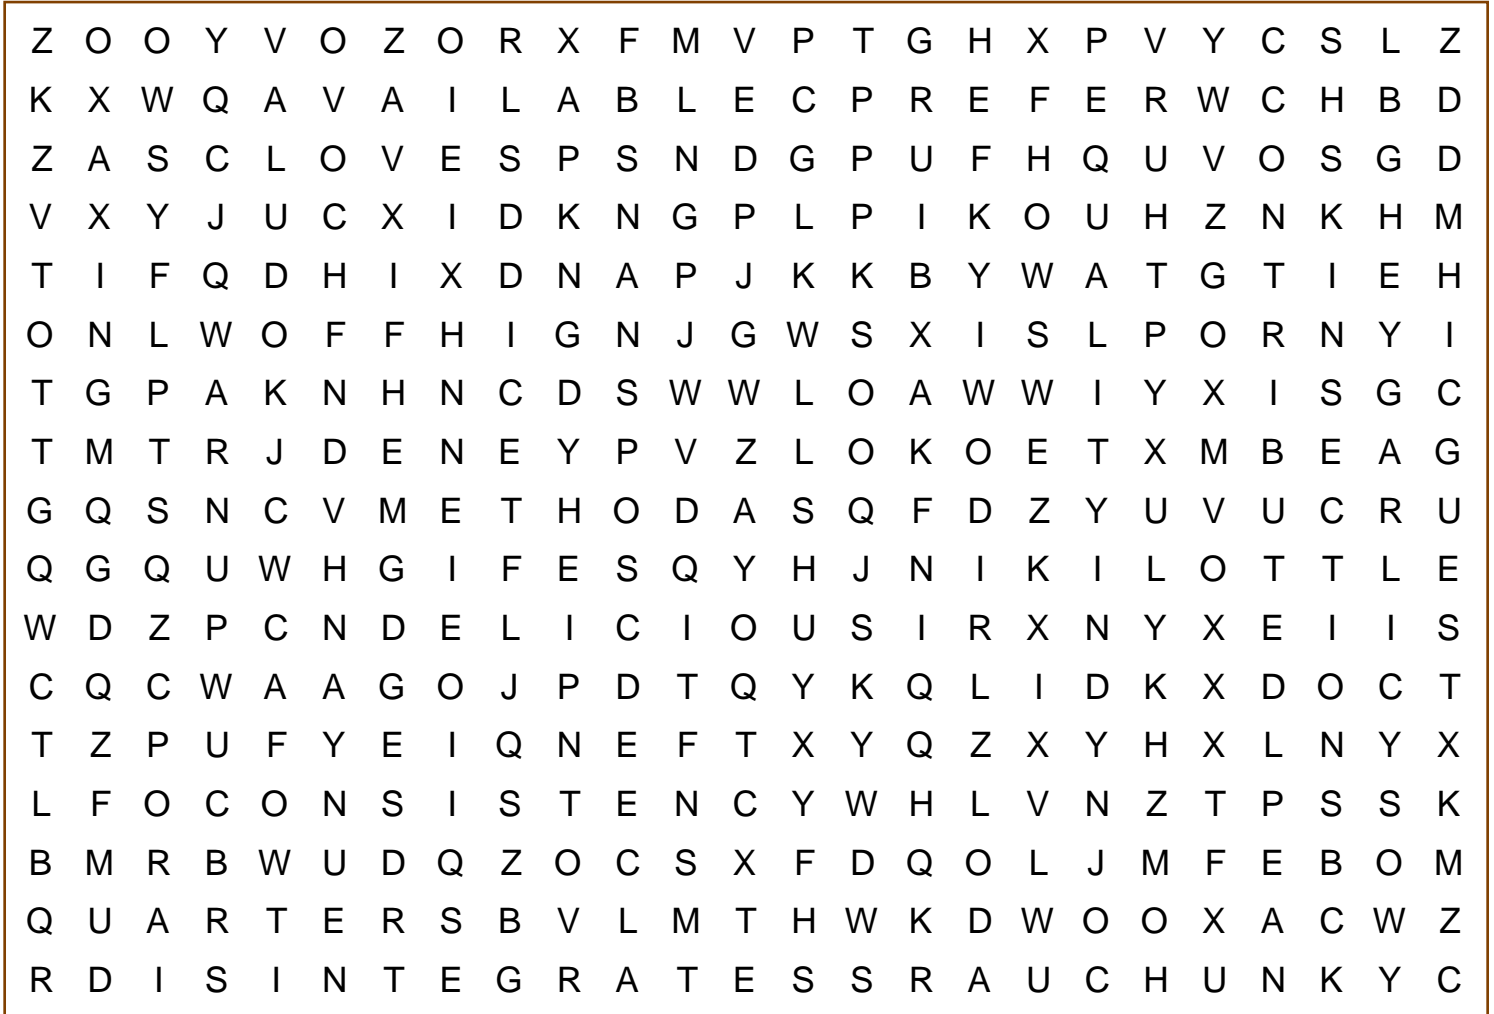 Z O O Y V O Z O R X F M V P T G H X P V Y C S L Z
K X W Q A V A I L A B L E C P R E F E R W C H B D
Z A S C L O V E S P S N D G P U F H Q U V O S G D
V X Y J U C X I D K N G P L P I K O U H Z N K H M
T I F Q D H I X D N A P J K K B Y W A T G T I E H
O N L W O F F H I G N J G W S X I S L P O R N Y I
T G P A K N H N C D S W W L O A W W I Y X I S G C
T M T R J D E N E Y P V Z L O K O E T X M B E A G
G Q S N C V M E T H O D A S Q F D Z Y U V U C R U
Q G Q U W H G I F E S Q Y H J N I K I L O T T L E
W D Z P C N D E L I C I O U S I R X N Y X E I I S
C Q C W A A G O J P D T Q Y K Q L I D K X D O C T
T Z P U F Y E I Q N E F T X Y Q Z X Y H X L N Y X
L F O C O N S I S T E N C Y W H L V N Z T P S S K
B M R B W U D Q Z O C S X F D Q O L J M F E B O M
Q U A R T E R S B V L M T H W K D W O O X A C W Z
R D I S I N T E G R A T E S S R A U C H U N K Y C